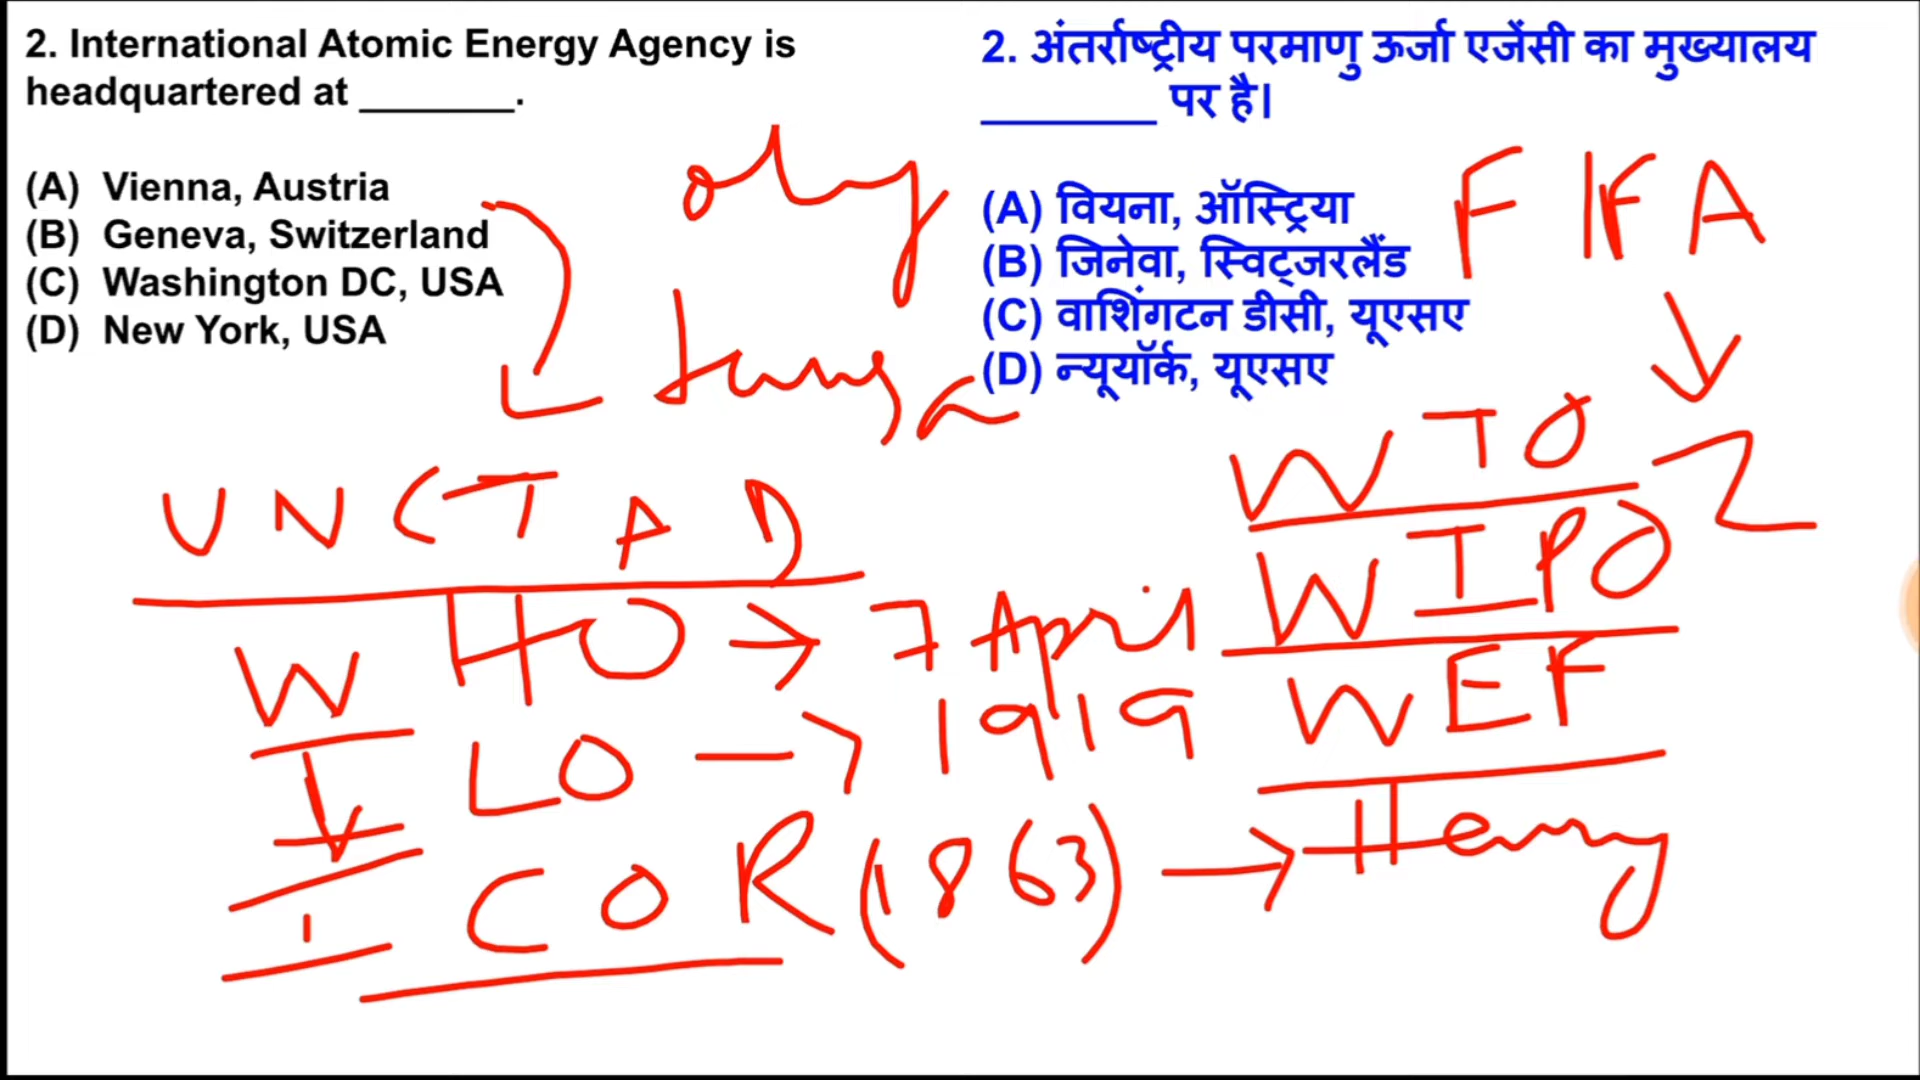 2. International Atomic Energy Agency is
headquartered at _______.
(A) Vienna, Austria
(B) Geneva, Switzerland
(C) Washington DC, USA
(D) New York, USA
2. अंतर्राष्ट्रीय परमाणु ऊर्जा एजेंसी का मुख्यालय
________ पर है।
(A) वियना, ऑस्ट्रिया
(B) जिनेवा, स्विट्जरलैंड
(C) वाशिंगटन डीसी, यूएसए
(D) न्यूयॉर्क, यूएसए
FIFA
UNCTAD
WHO → 7 April
ILO → 1919
ICOR (1863) → Henry
WTO
WIPO
WEF